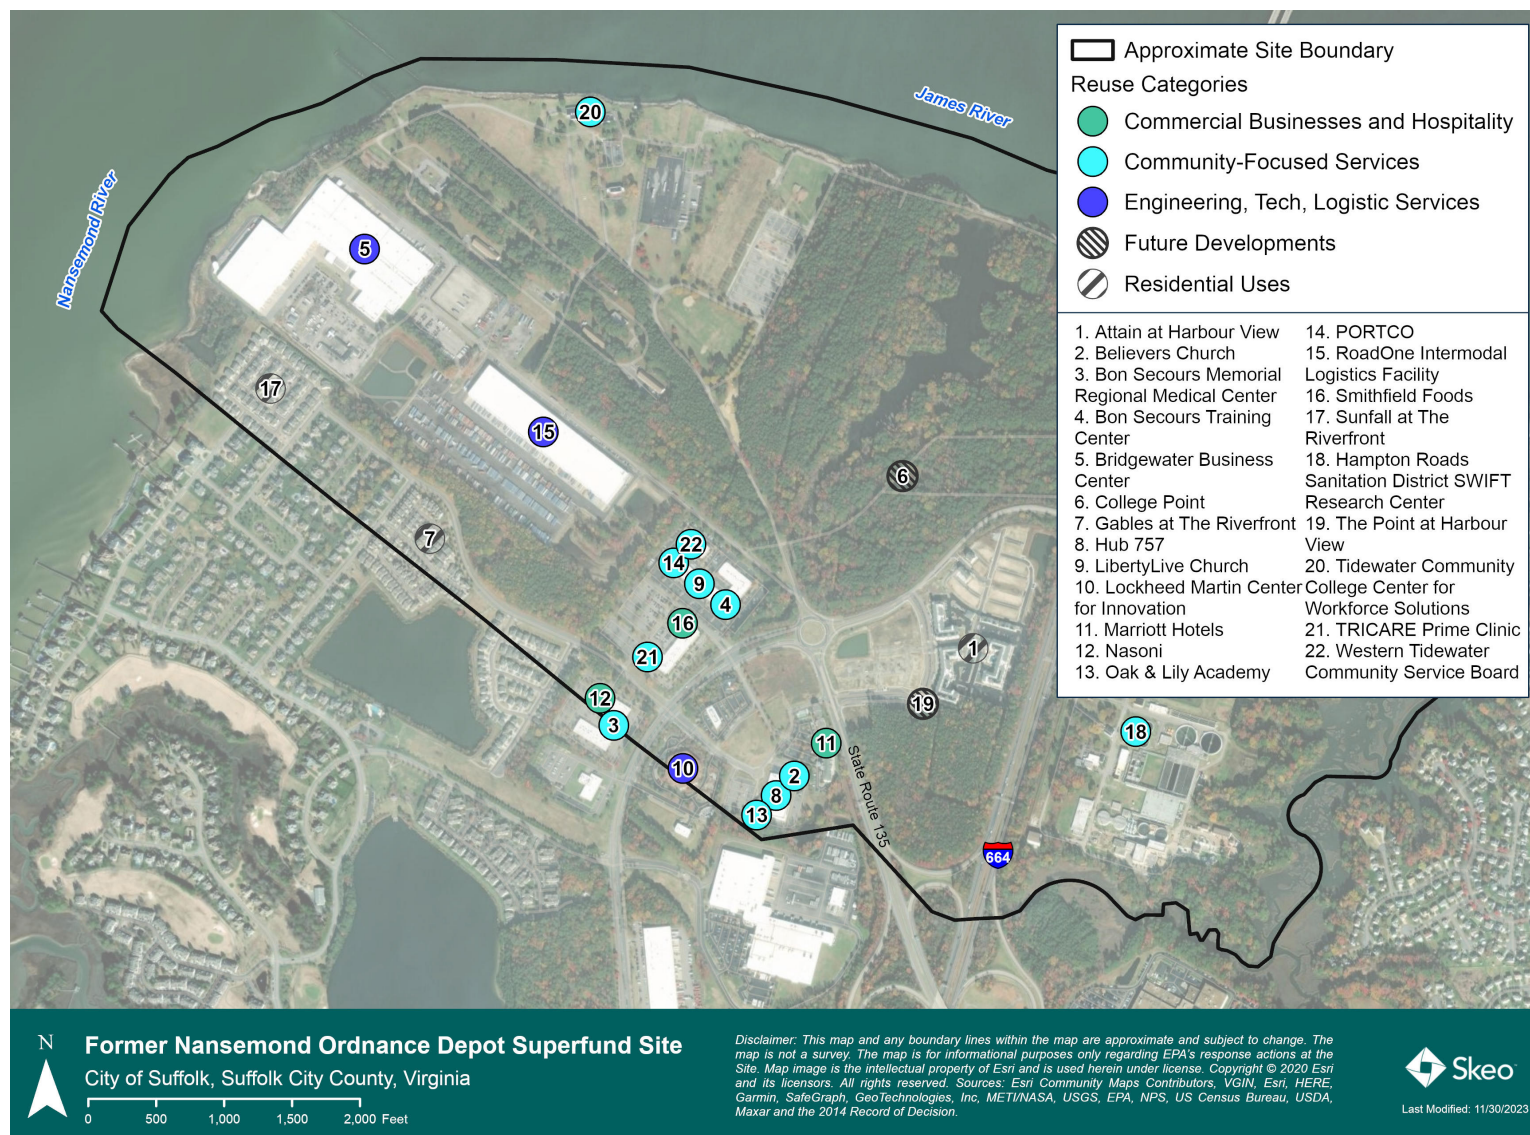 Approximate Site Boundary
Reuse Categories
Commercial Businesses and Hospitality
Community-Focused Services
Engineering, Tech, Logistic Services
Future Developments
Residential Uses
1. Attain at Harbour View
2. Believers Church
3. Bon Secours Memorial
Regional Medical Center
4. Bon Secours Training
Center
5. Bridgewater Business
Center
6. College Point
7. Gables at The Riverfront
8. Hub 757
9. LibertyLive Church
10. Lockheed Martin Center
for Innovation
11. Marriott Hotels
12. Nasoni
13. Oak & Lily Academy
14. PORTCO
15. RoadOne Intermodal
Logistics Facility
16. Smithfield Foods
17. Sunfall at The
Riverfront
18. Hampton Roads
Sanitation District SWIFT
Research Center
19. The Point at Harbour
View
20. Tidewater Community
College Center for
Workforce Solutions
21. TRICARE Prime Clinic
22. Western Tidewater
Community Service Board
James River
Nansemond River
20
5
17
15
6
7
22
14
9
4
16
21
1
12
3
19
18
11
10
2
8
13
State Route 135
664
N
Former Nansemond Ordnance Depot Superfund Site
City of Suffolk, Suffolk City County, Virginia
0 500 1,000 1,500 2,000 Feet
Disclaimer: This map and any boundary lines within the map are approximate and subject to change. The
map is not a survey. The map is for informational purposes only regarding EPA's response actions at the
Site. Map image is the intellectual property of Esri and is used herein under license. Copyright © 2020 Esri
and its licensors. All rights reserved. Sources: Esri Community Maps Contributors, VGIN, Esri, HERE,
Garmin, SafeGraph, GeoTechnologies, Inc, METI/NASA, USGS, EPA, NPS, US Census Bureau, USDA,
Maxar and the 2014 Record of Decision.
Skeo
Last Modified: 11/30/2023